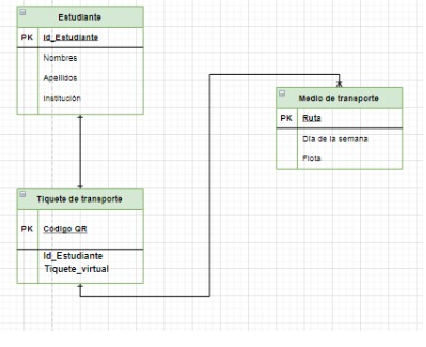 Estudiante
PK Id_Estudiante
Nombres
Apellidos
Institución
Medio de transporte
PK Ruta
Día de la semana
Flota
Tiquete de transporte
PK Código QR
Id_Estudiante
Tiquete_virtual